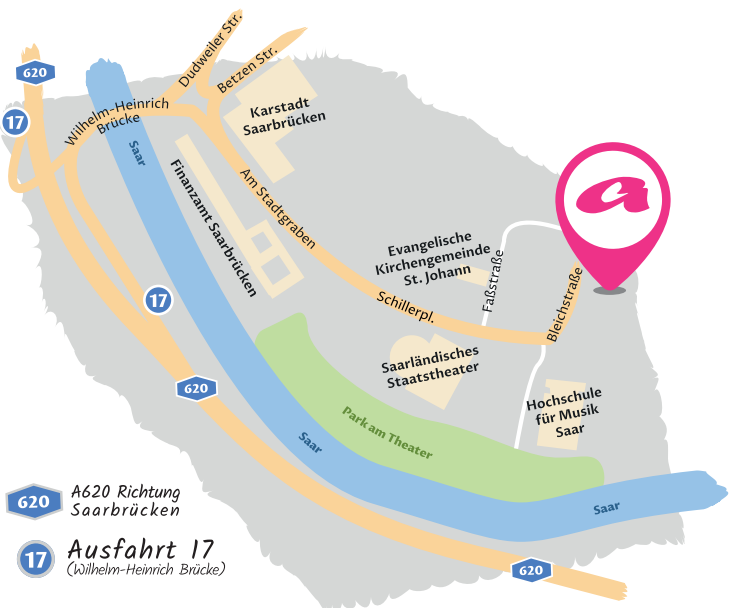 Dudweiler Str.
Betzen Str.
620
17
Wilhelm-Heinrich
Brücke
Karstadt
Saarbrücken
Saar
Finanzamt Saarbrücken
Am Stadtgraben
a
Evangelische
Kirchengemeinde
St. Johann
Faßstraße
Bleichstraße
17
Schillerpl.
Saarländisches
Staatstheater
620
Hochschule
für Musik
Saar
Park am Theater
Saar
Saar
620
A620 Richtung
Saarbrücken
17
Ausfahrt 17
(Wilhelm-Heinrich Brücke)
620